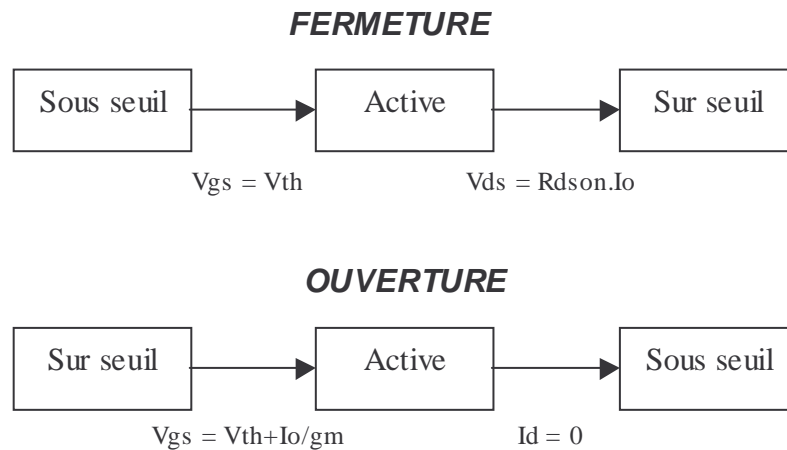 FERMETURE
Sous seuil Active Sur seuil
Vgs = Vth Vds = Rdson.Io
OUVERTURE
Sur seuil Active Sous seuil
Vgs = Vth+Io/gm Id = 0